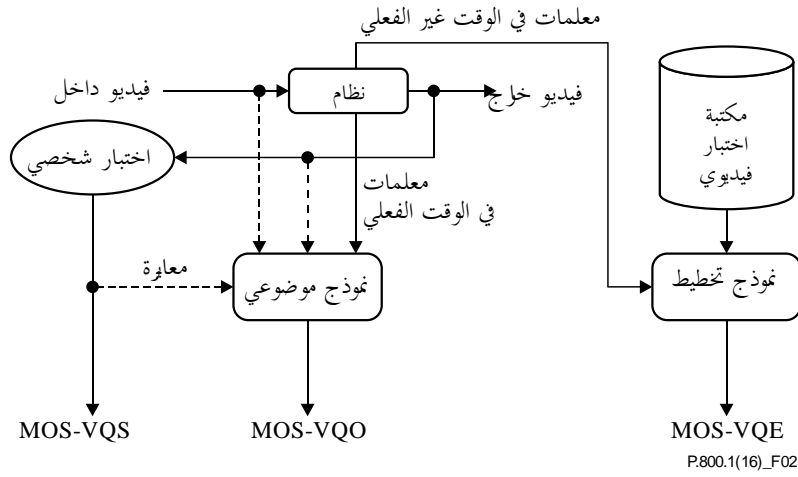 معلمات في الوقت غير الفعلي
فيديو داخل
نظام
فيديو خارج
مكتبة
اختبار
فيديوي
اختبار شخصي
معلمات
في الوقت الفعلي
معايرة
نموذج موضوعي
نموذج تخطيط
MOS-VQS
MOS-VQO
MOS-VQE
P.800.1(16)_F02